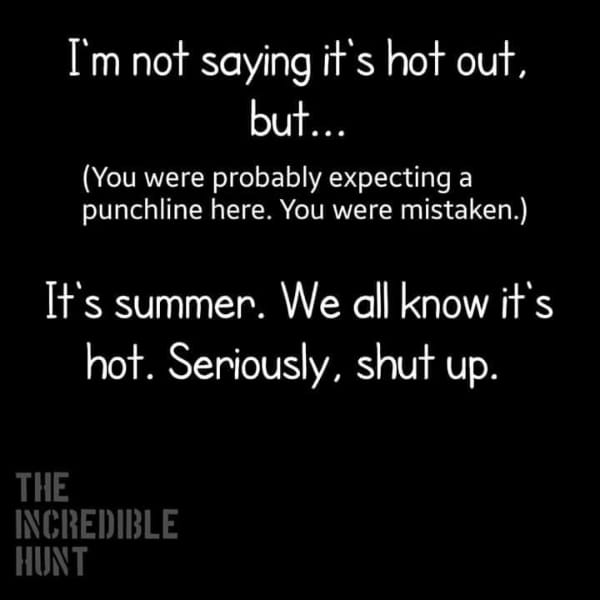 I'm not saying it's hot out,
but...
(You were probably expecting a
punchline here. You were mistaken.)
It's summer. We all know it's
hot. Seriously, shut up.
THE
INCREDIBLE
HUNT